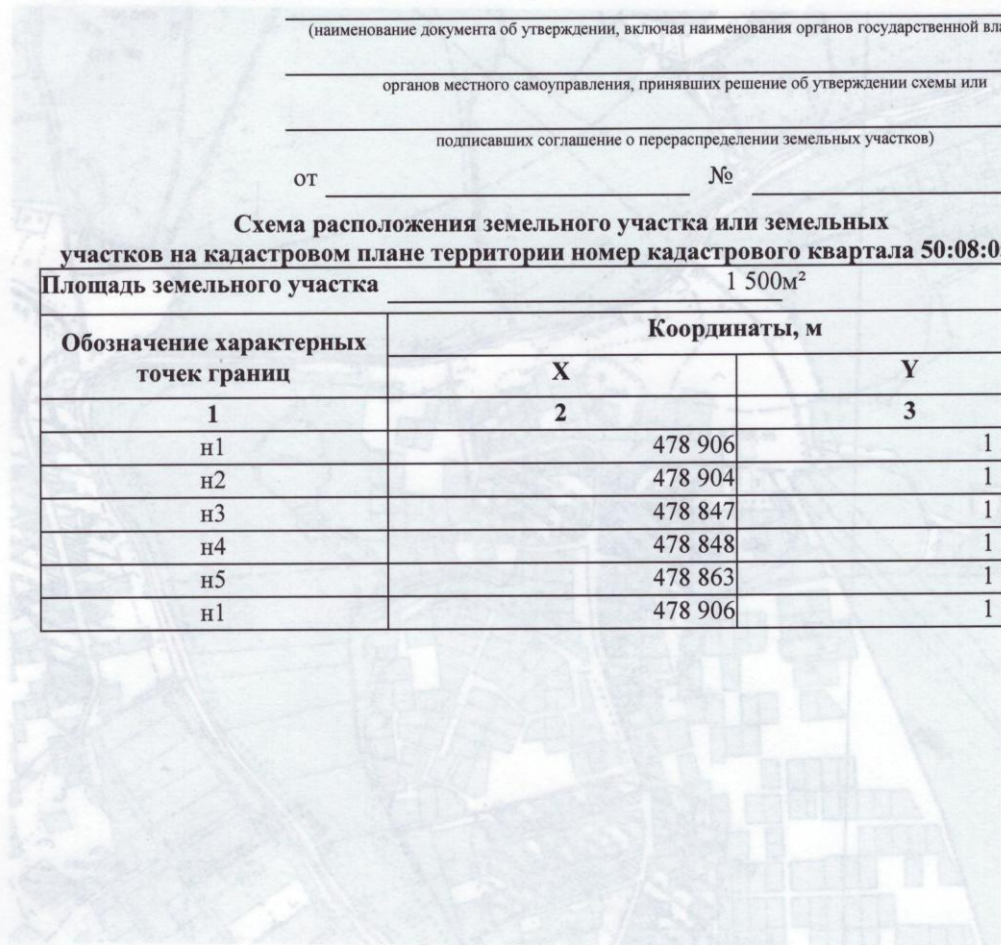 (наименование документа об утверждении, включая наименования органов государственной вла
органов местного самоуправления, принявших решение об утверждении схемы или
подписавших соглашение о перераспределении земельных участков)
от №
Схема расположения земельного участка или земельных
участков на кадастровом плане территории номер кадастрового квартала 50:08:0
Площадь земельного участка 1 500м²
Обозначение характерных точек границ
Координаты, м
X Y
1 2 3
н1 478 906 1
н2 478 904 1
н3 478 847 1
н4 478 848 1
н5 478 863 1
н1 478 906 1